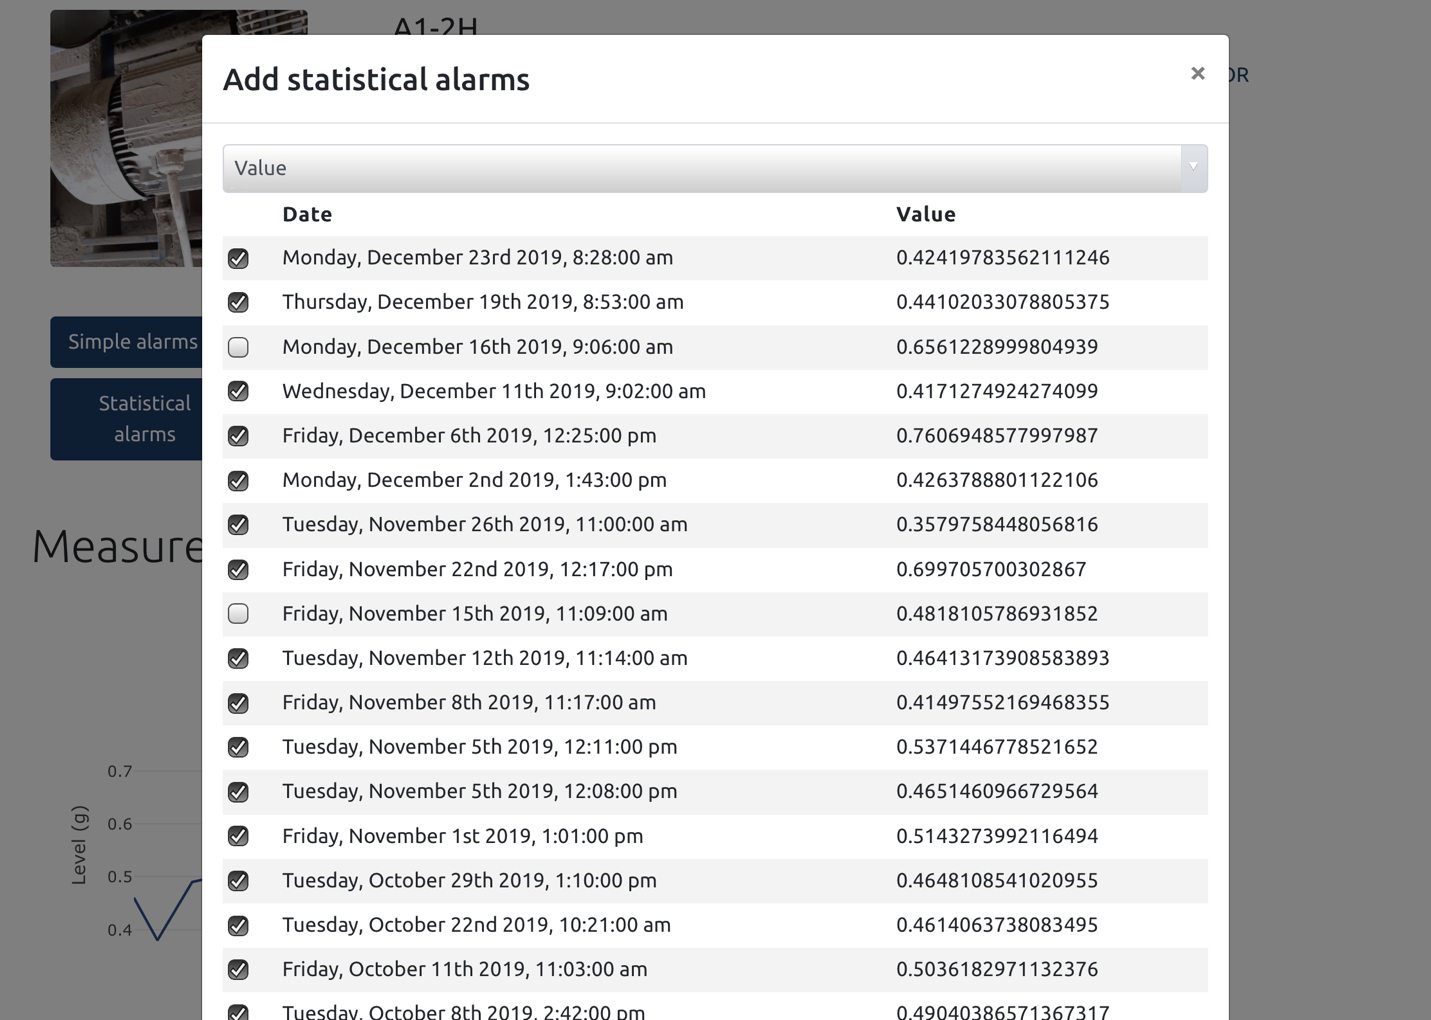 A1-2H
Add statistical alarms
×
OR
Value
Date Value
Monday, December 23rd 2019, 8:28:00 am 0.42419783562111246
Thursday, December 19th 2019, 8:53:00 am 0.44102033078805375
Simple alarms
Monday, December 16th 2019, 9:06:00 am 0.6561228999804939
Wednesday, December 11th 2019, 9:02:00 am 0.4171274924274099
Statistical
alarms
Friday, December 6th 2019, 12:25:00 pm 0.7606948577997987
Monday, December 2nd 2019, 1:43:00 pm 0.4263788801122106
Tuesday, November 26th 2019, 11:00:00 am 0.3579758448056816
Measure
Friday, November 22nd 2019, 12:17:00 pm 0.699705700302867
Friday, November 15th 2019, 11:09:00 am 0.4818105786931852
Tuesday, November 12th 2019, 11:14:00 am 0.46413173908583893
Friday, November 8th 2019, 11:17:00 am 0.41497552169468355
Tuesday, November 5th 2019, 12:11:00 pm 0.5371446778521652
Tuesday, November 5th 2019, 12:08:00 pm 0.4651460966729564
Friday, November 1st 2019, 1:01:00 pm 0.5143273992116494
Tuesday, October 29th 2019, 1:10:00 pm 0.4648108541020955
Tuesday, October 22nd 2019, 10:21:00 am 0.4614063738083495
Friday, October 11th 2019, 11:03:00 am 0.5036182971132376
Tuesday, October 8th 2019, 2:42:00 pm 0.49040386571367317
Level (g)
0.7
0.6
0.5
0.4